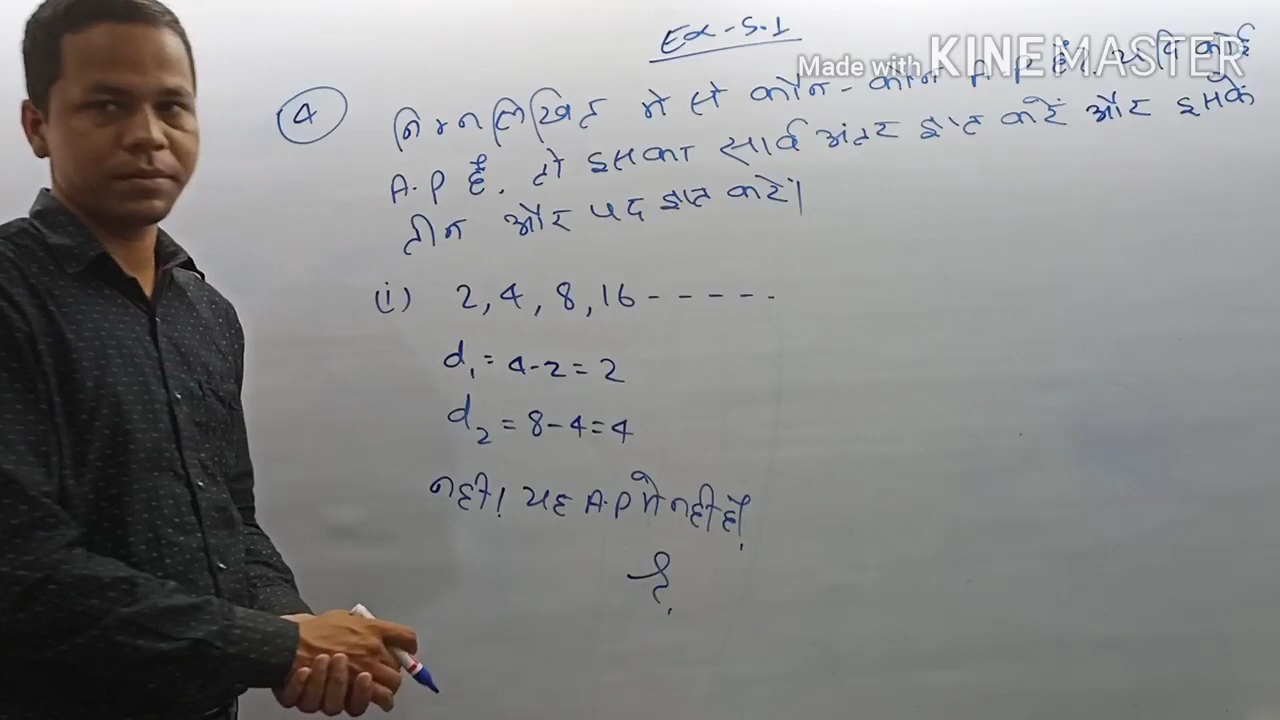 Ex-5.1
Made with KINEMASTER
④ निम्नलिखित में से कौन-कौन A.P हैं? यदि कोई
A.P है, तो इसका सार्व अंतर ज्ञात करें और इसके
तीन और पद ज्ञात करें।
(i) 2, 4, 8, 16 - - - - -
d₁ = 4-2 = 2
d₂ = 8-4 = 4
नहीं! यह A.P में नहीं हैं,